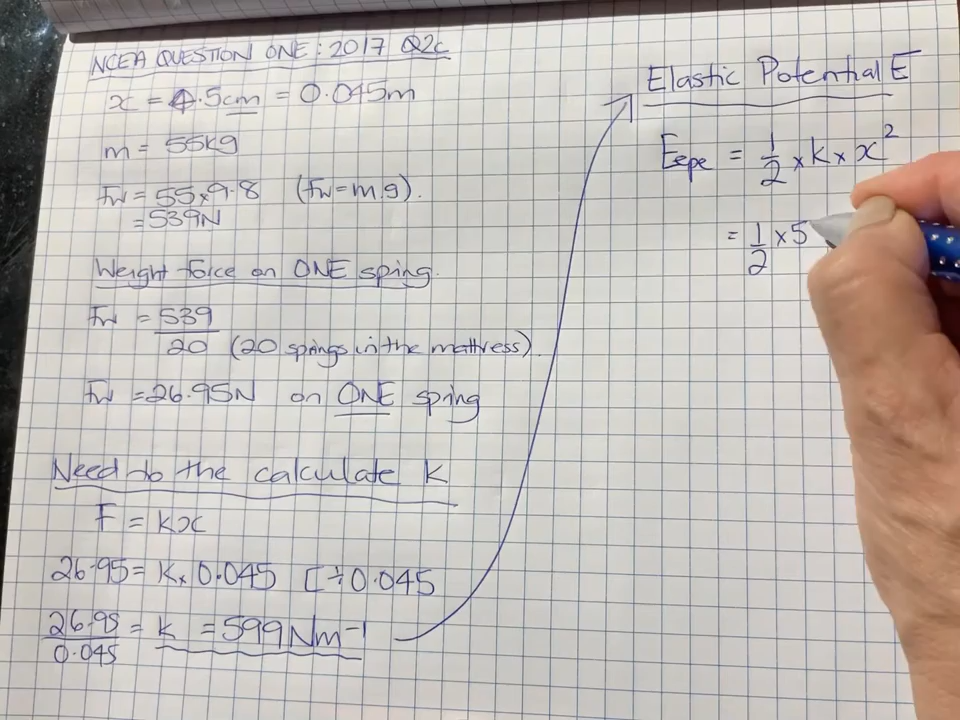 NCEA QUESTION ONE: 2017 Q2c
x = 4.5cm = 0.045m
m = 55kg
Fw = 55 x 9.8 (Fw = m.g).
= 539N
Weight force on ONE spring.
Fw = 539
20 (20 springs in the mattress).
Fw = 26.95N on ONE spring
Need to the calculate k
F = kx
26.95 = k x 0.045 [÷0.045
26.95 = k = 599Nm⁻¹
0.045
Elastic Potential E
Eepe = 1/2 x k x x²
= 1/2 x 5